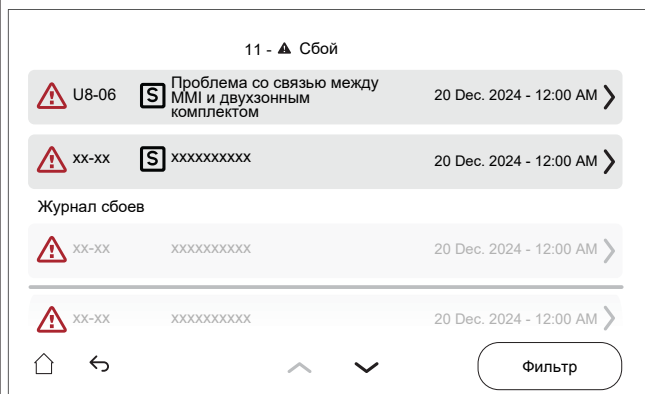 11 - Сбой
U8-06 S Проблема со связью между
MMI и двухзонным
комплектом
20 Dec. 2024 - 12:00 AM
xx-xx S xxxxxxxxxx 20 Dec. 2024 - 12:00 AM
Журнал сбоев
xx-xx xxxxxxxxxx 20 Dec. 2024 - 12:00 AM
xx-xx xxxxxxxxxx 20 Dec. 2024 - 12:00 AM
Фильтр